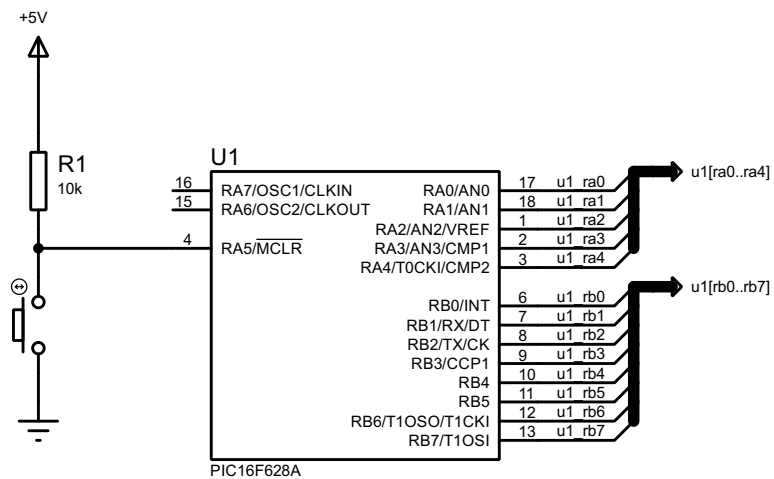 +5V
R1
10k
U1
16 RA7/OSC1/CLKIN RA0/AN0 17 u1_ra0
15 RA6/OSC2/CLKOUT RA1/AN1 18 u1_ra1
RA2/AN2/VREF 1 u1_ra2
4 RA5/MCLR RA3/AN3/CMP1 2 u1_ra3
RA4/T0CKI/CMP2 3 u1_ra4
u1[ra0..ra4]
RB0/INT 6 u1_rb0
RB1/RX/DT 7 u1_rb1
RB2/TX/CK 8 u1_rb2
RB3/CCP1 9 u1_rb3
RB4 10 u1_rb4
RB5 11 u1_rb5
RB6/T1OSO/T1CKI 12 u1_rb6
RB7/T1OSI 13 u1_rb7
u1[rb0..rb7]
PIC16F628A